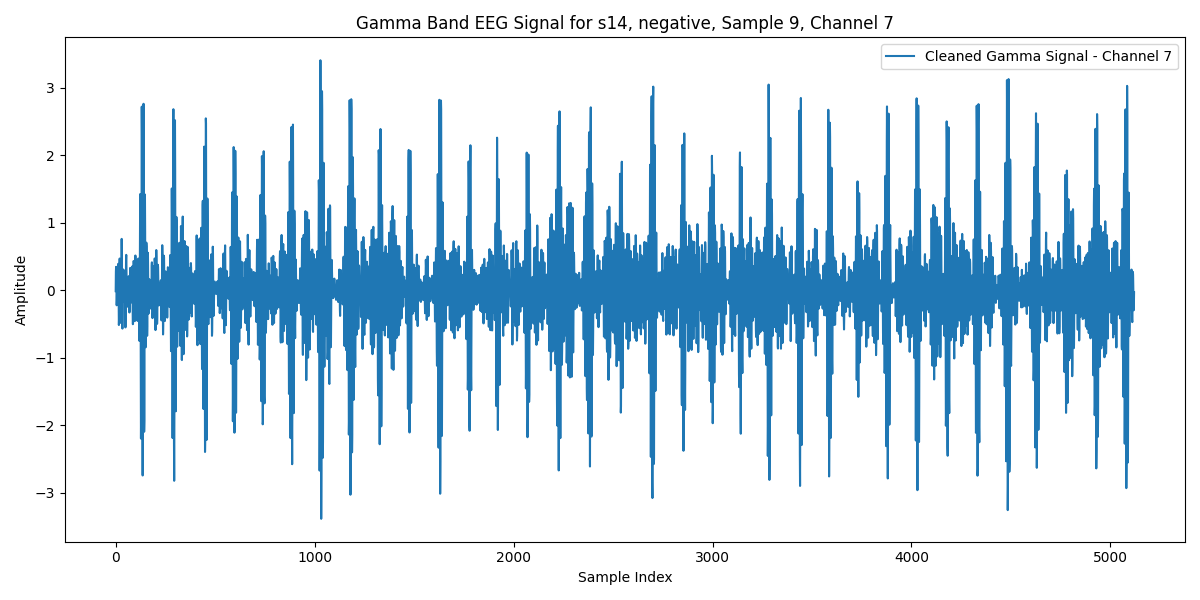 Gamma Band EEG Signal for s14, negative, Sample 9, Channel 7
Cleaned Gamma Signal - Channel 7
3
2
1
0
−1
−2
−3
Amplitude
0 1000 2000 3000 4000 5000
Sample Index